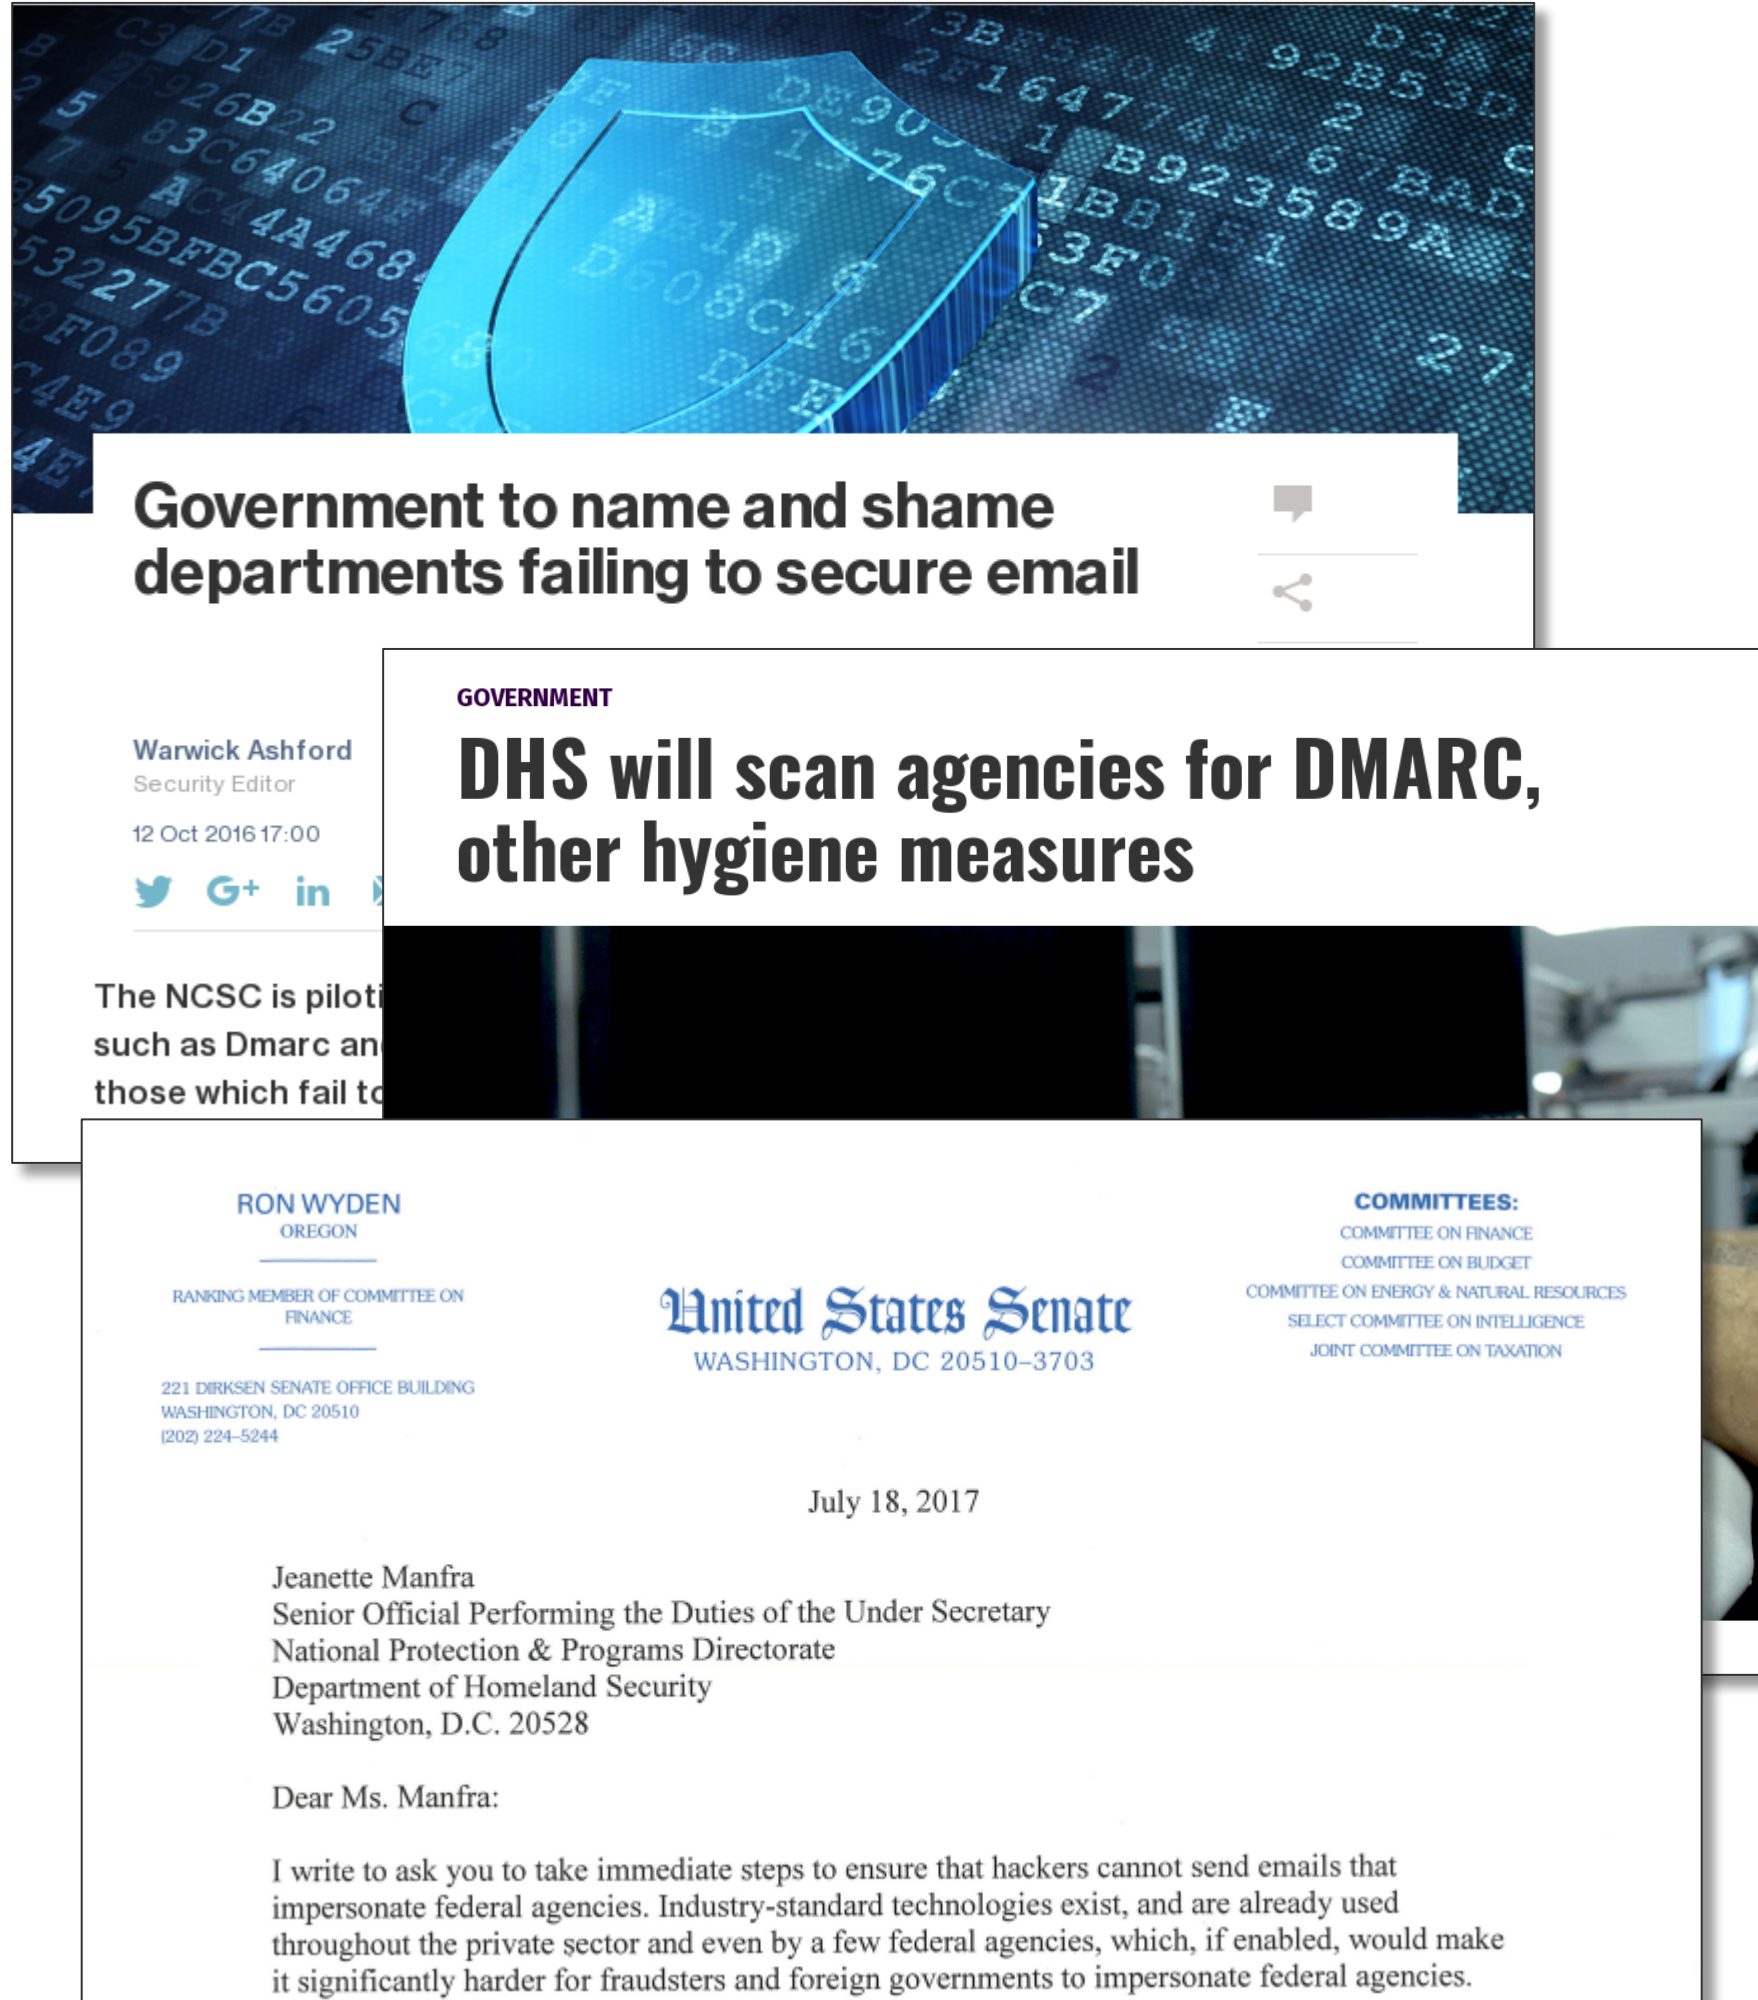 Government to name and shame
departments failing to secure email
Warwick Ashford
Security Editor
12 Oct 2016 17:00
The NCSC is
such as Dmarc
those which fail
GOVERNMENT
DHS will scan agencies for DMARC,
other hygiene measures
RON WYDEN
OREGON
RANKING MEMBER OF COMMITTEE ON
FINANCE
221 DIRKSEN SENATE OFFICE BUILDING
WASHINGTON, DC 20510
(202) 224–5244
United States Senate
WASHINGTON, DC 20510–3703
COMMITTEES:
COMMITTEE ON FINANCE
COMMITTEE ON BUDGET
COMMITTEE ON ENERGY & NATURAL RESOURCES
SELECT COMMITTEE ON INTELLIGENCE
JOINT COMMITTEE ON TAXATION
July 18, 2017
Jeanette Manfra
Senior Official Performing the Duties of the Under Secretary
National Protection & Programs Directorate
Department of Homeland Security
Washington, D.C. 20528
Dear Ms. Manfra:
I write to ask you to take immediate steps to ensure that hackers cannot send emails that
impersonate federal agencies. Industry-standard technologies exist, and are already used
throughout the private sector and even by a few federal agencies, which, if enabled, would make
it significantly harder for fraudsters and foreign governments to impersonate federal agencies.